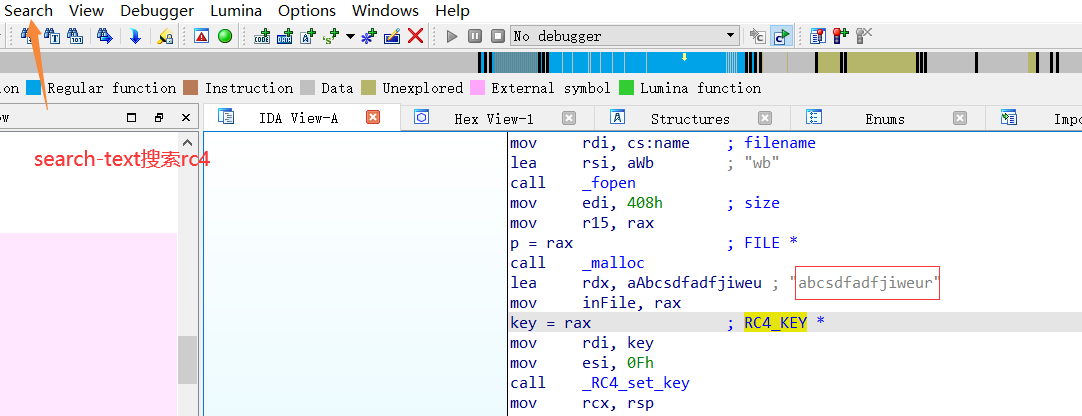 Search View Debugger Lumina Options Windows Help
No debugger
on Regular function Instruction Data Unexplored External symbol Lumina function
w IDA View-A Hex View-1 Structures Enums Impo
search-text搜索rc4
mov rdi, cs:name ; filename
lea rsi, aWb ; "wb"
call _fopen
mov edi, 408h ; size
mov r15, rax
p = rax ; FILE *
call _malloc
lea rdx, aAbcsdfadfjiweu ; "abcsdfadfjiweur"
mov inFile, rax
key = rax ; RC4_KEY *
mov rdi, key
mov esi, 0Fh
call _RC4_set_key
mov rcx, rsp